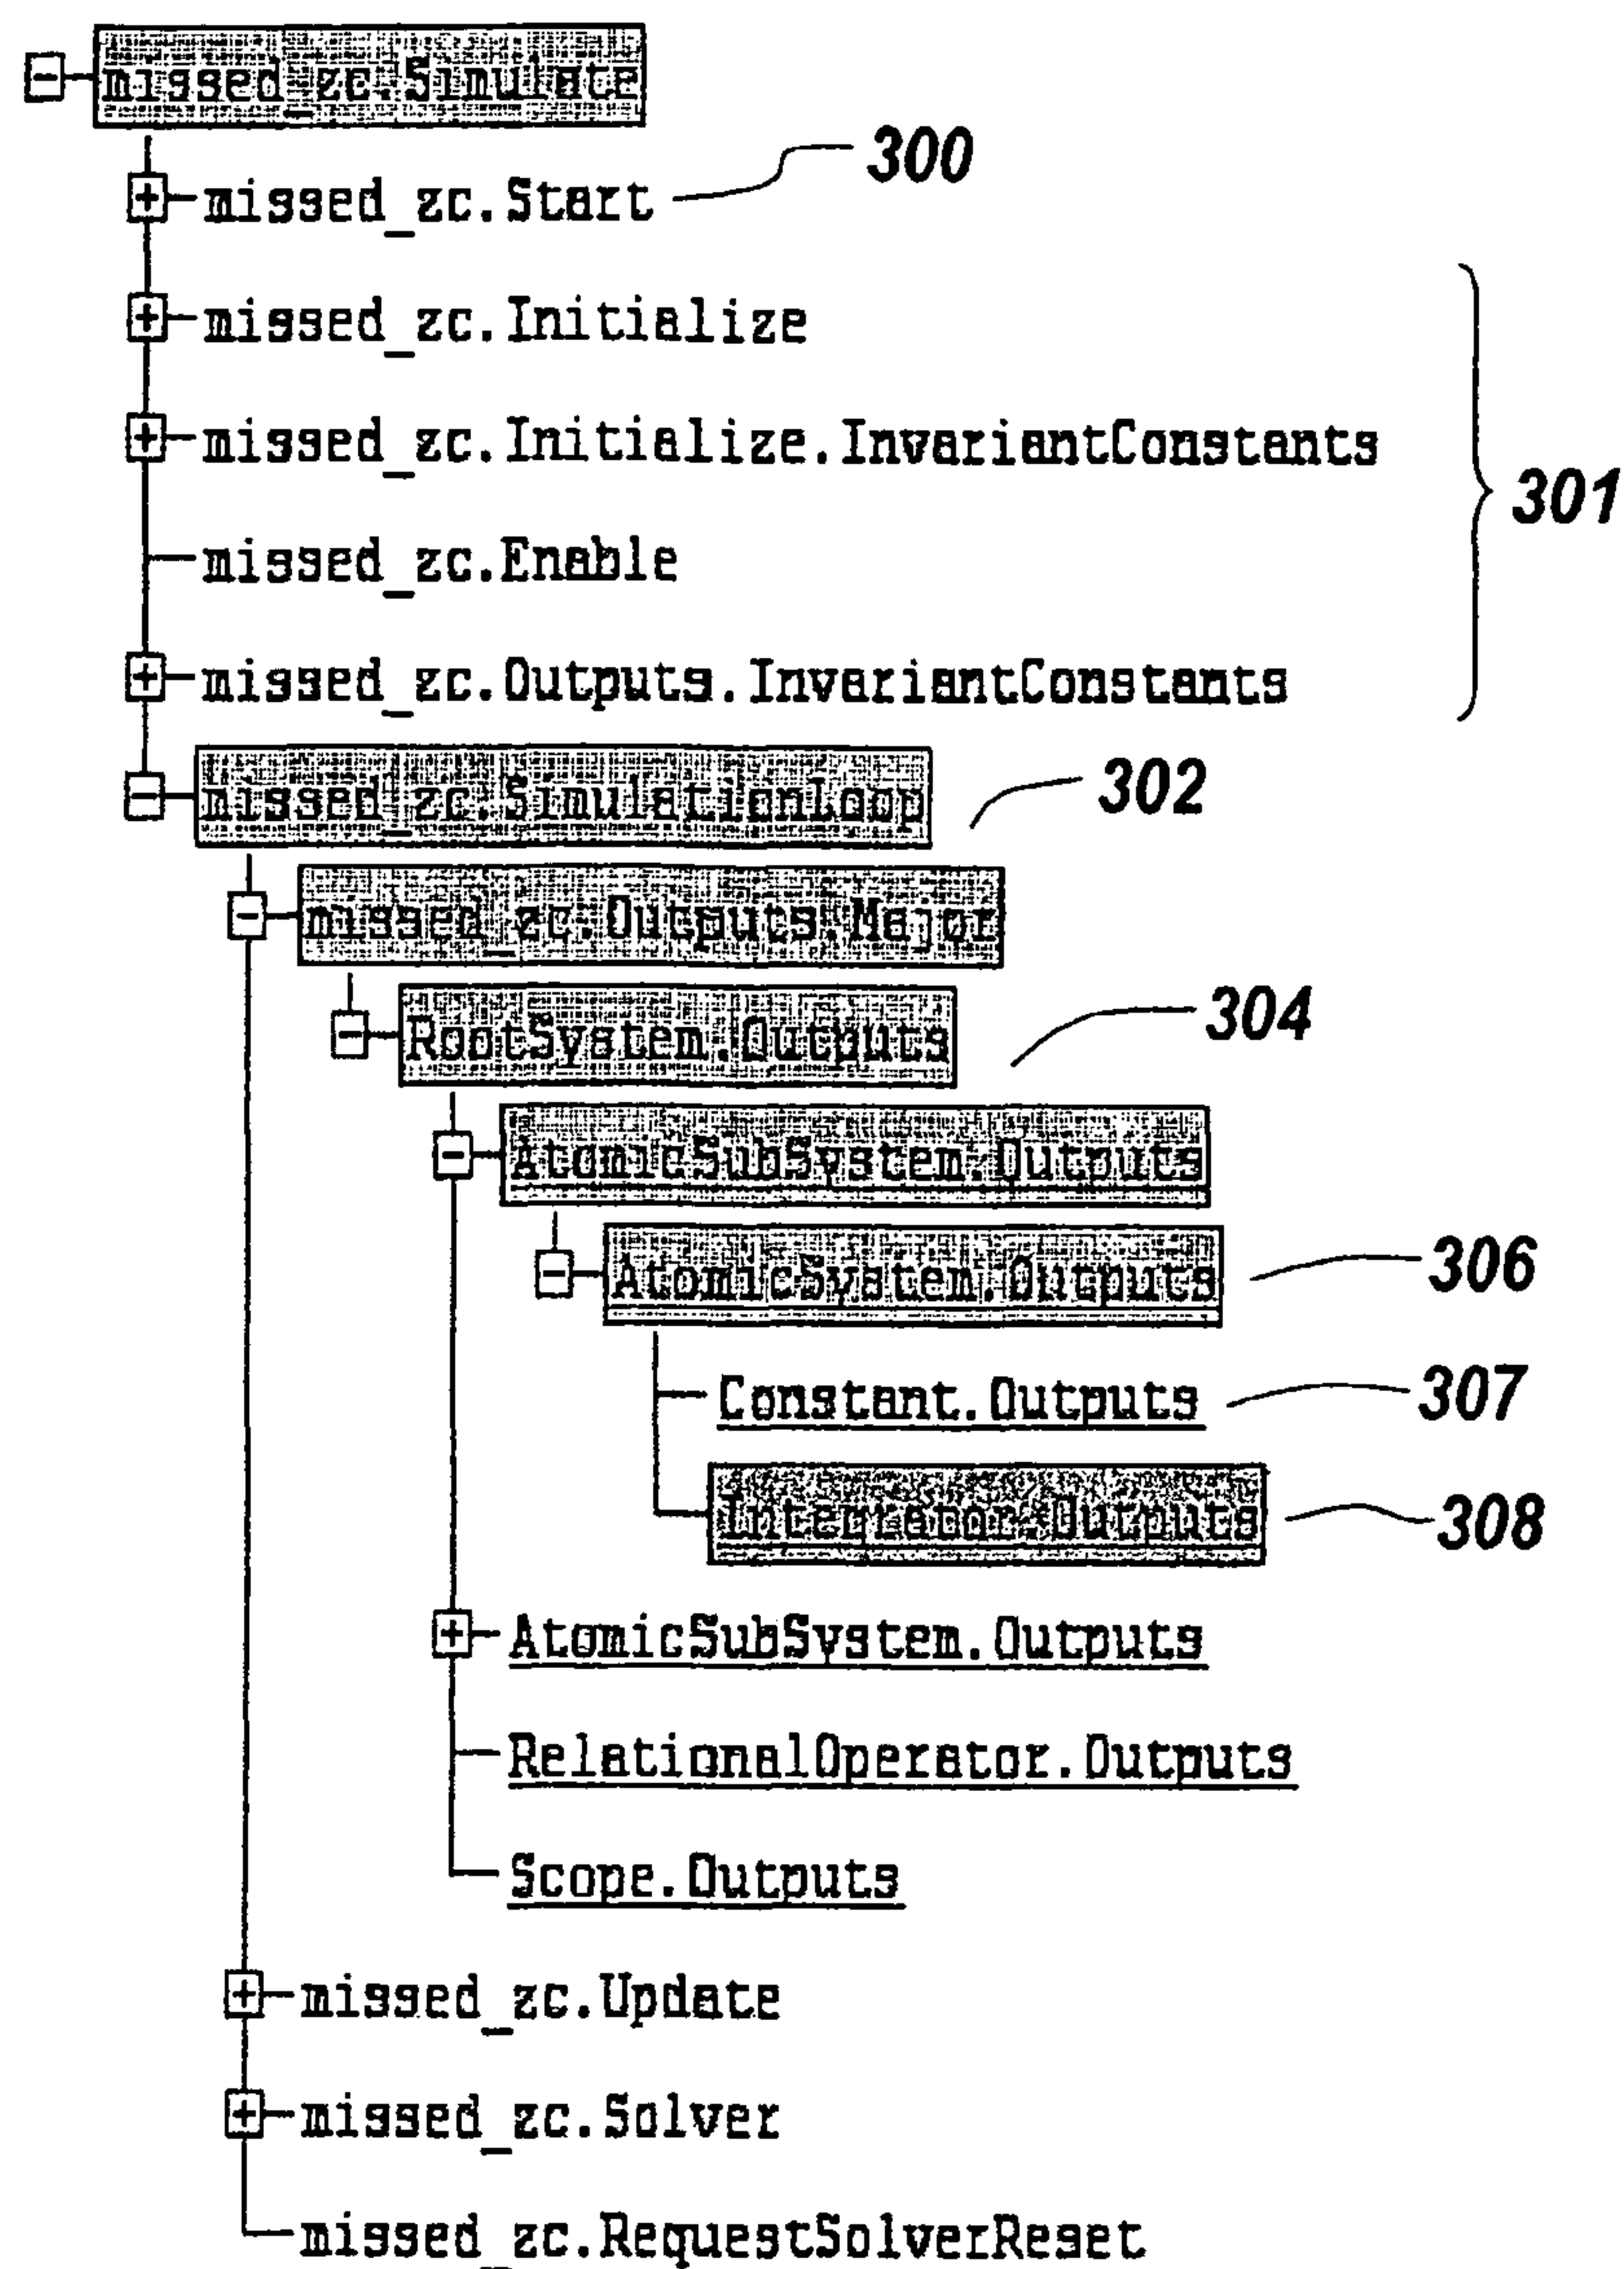 missed_zc.Simulate
missed_zc.Start 300
missed_zc.Initialize
missed_zc.Initialize.InvariantConstants
301
missed_zc.Enable
missed_zc.Outputs.InvariantConstants
missed_zc.SimulationLoop 302
missed_zc.Outputs.Major
RootSystem.Outputs 304
AtomicSubSystem.Outputs
AtomicSystem.Outputs 306
Constant.Outputs 307
Integrator.Outputs 308
AtomicSubSystem.Outputs
RelationalOperator.Outputs
Scope.Outputs
missed_zc.Update
missed_zc.Solver
missed_zc.RequestSolverReset